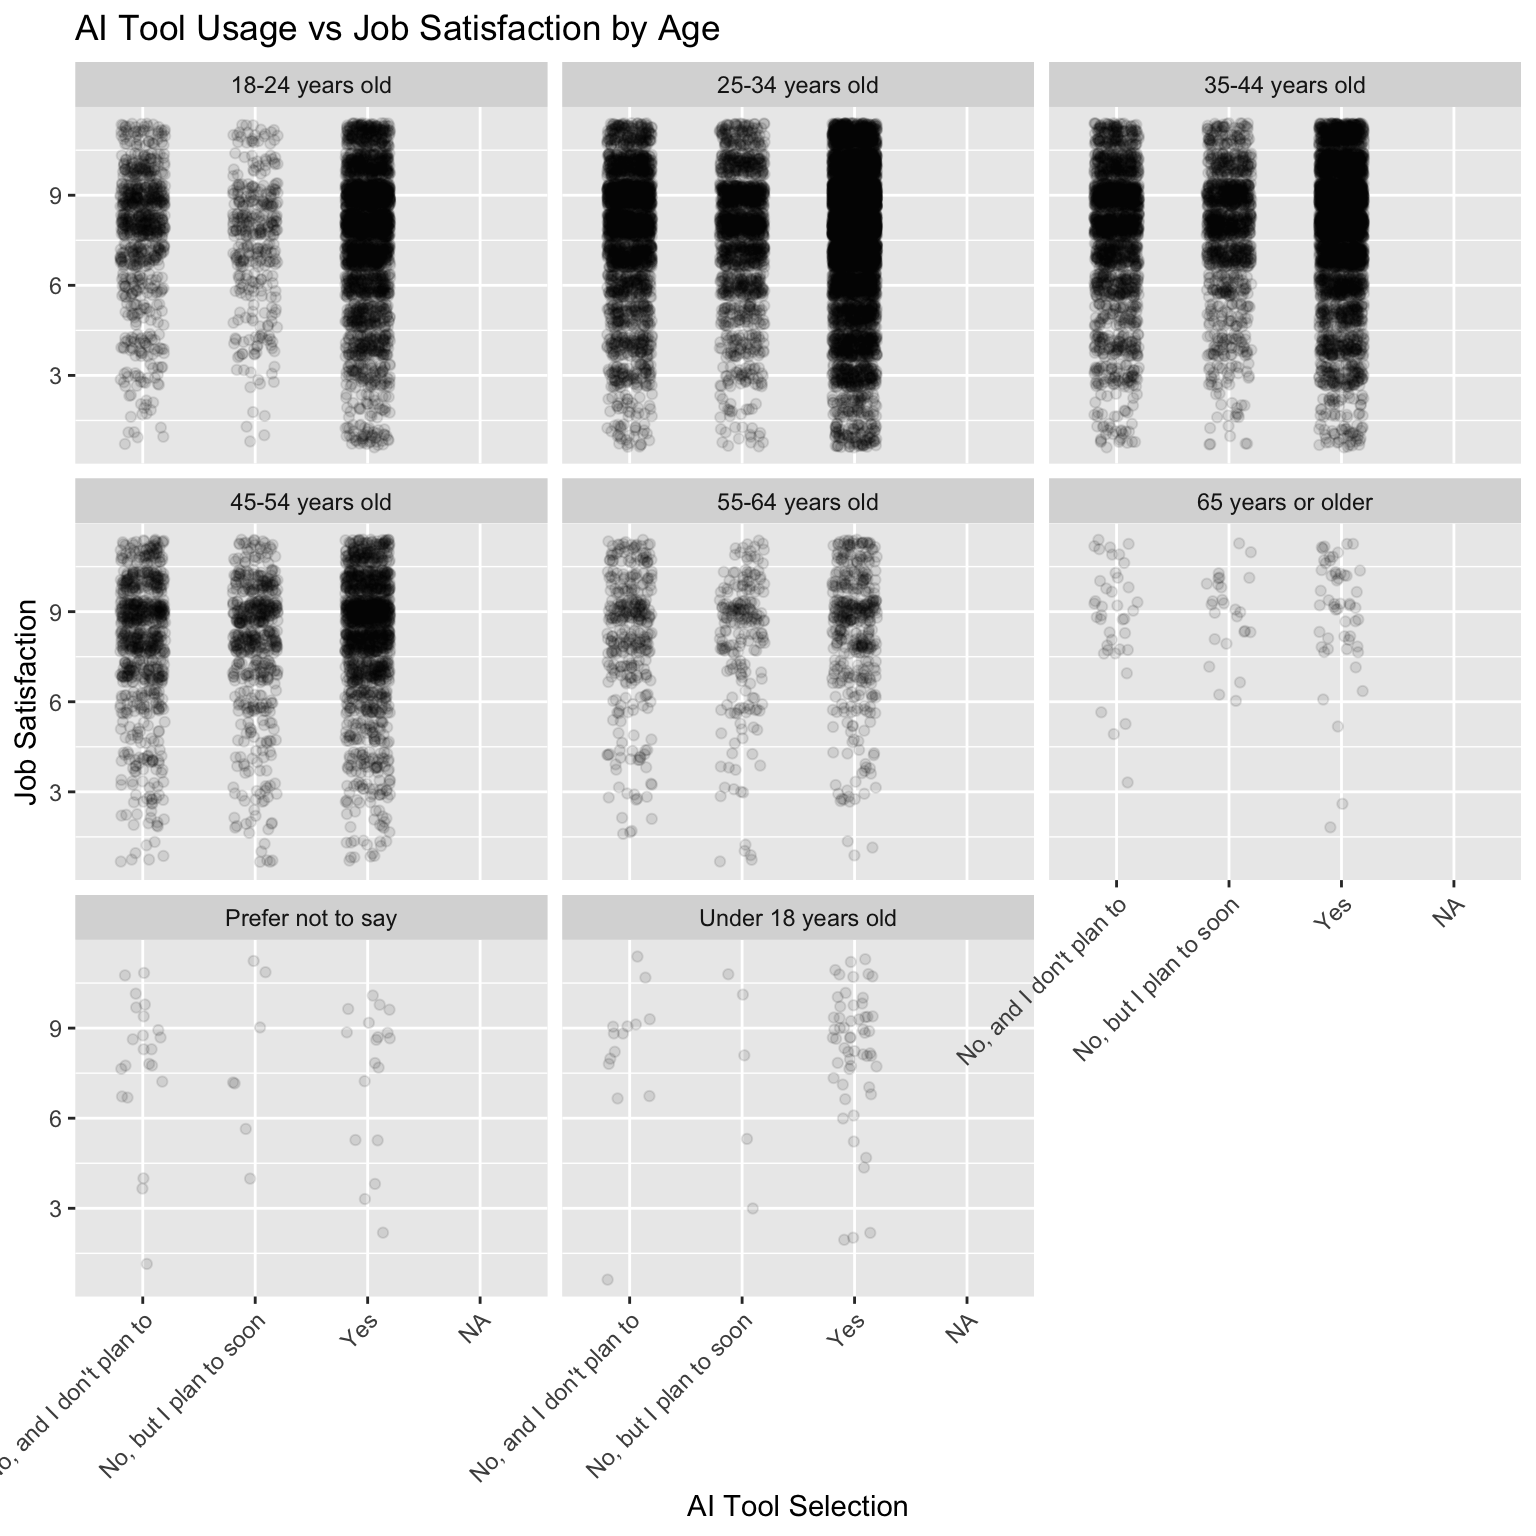 AI Tool Usage vs Job Satisfaction by Age
18-24 years old
25-34 years old
35-44 years old
9
6
3
45-54 years old
55-64 years old
65 years or older
9
6
3
Job Satisfaction
No, and I don't plan to
No, but I plan to soon
Yes
NA
Prefer not to say
Under 18 years old
9
6
3
o, and I don't plan to
No, but I plan to soon
Yes
NA
No, and I don't plan to
No, but I plan to soon
Yes
NA
AI Tool Selection